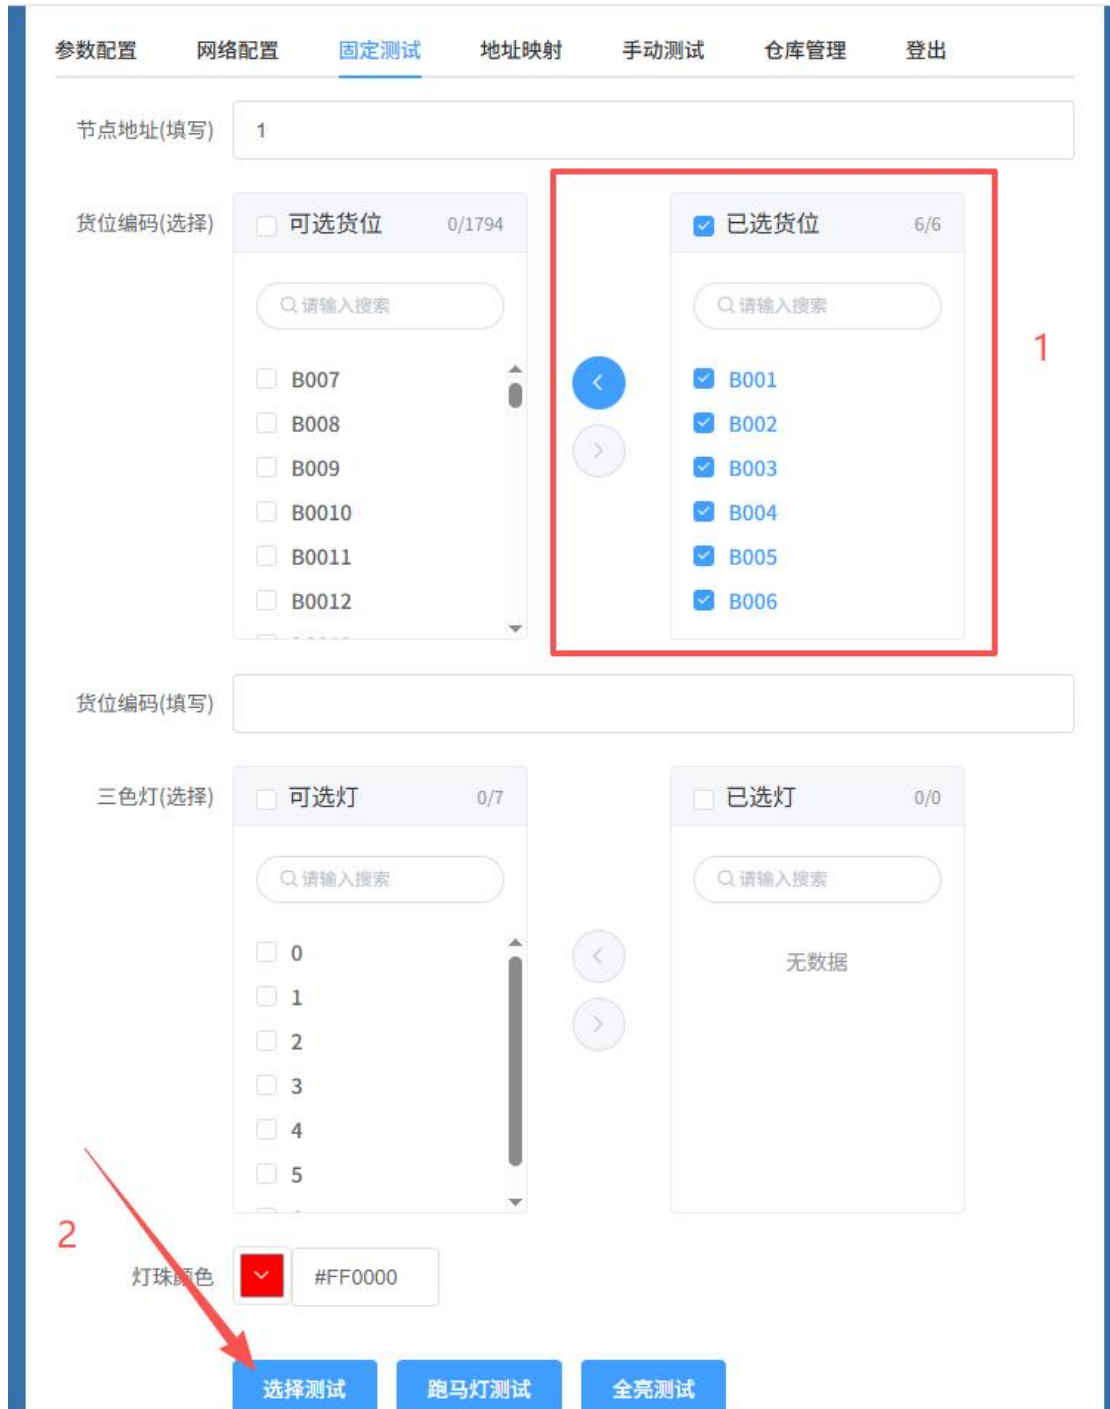 参数配置 网络配置 固定测试 地址映射 手动测试 仓库管理 登出
节点地址(填写) 1
货位编码(选择) 可选货位 0/1794 已选货位 6/6
请输入搜索 请输入搜索
1
B007 B001
B008 B002
B009 B003
B0010 B004
B0011 B005
B0012 B006
货位编码(填写)
三色灯(选择) 可选灯 0/7 已选灯 0/0
请输入搜索 请输入搜索
0 无数据
1
2
3
4
5
2
灯珠颜色 #FF0000
选择测试 跑马灯测试 全亮测试